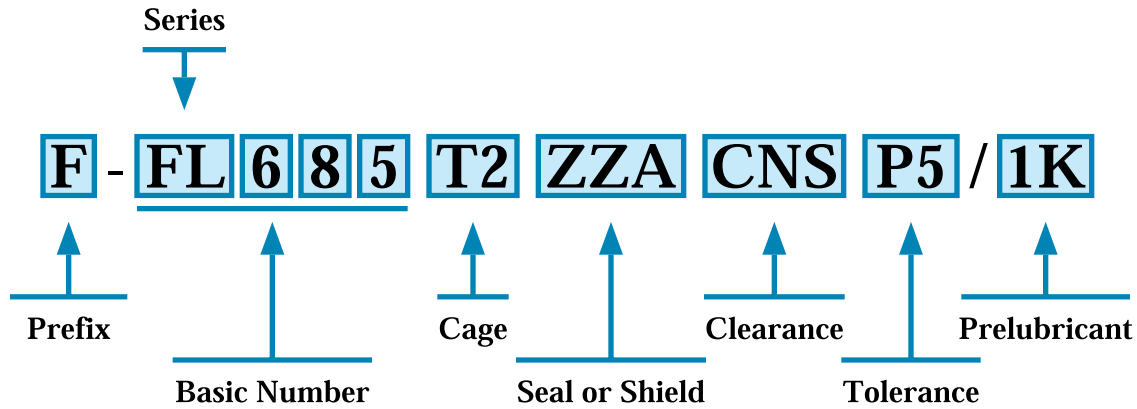 Series
F - FL 6 8 5 T2 ZZA CNS P5 / 1K
Prefix Cage Clearance Prelubricant
Basic Number Seal or Shield Tolerance